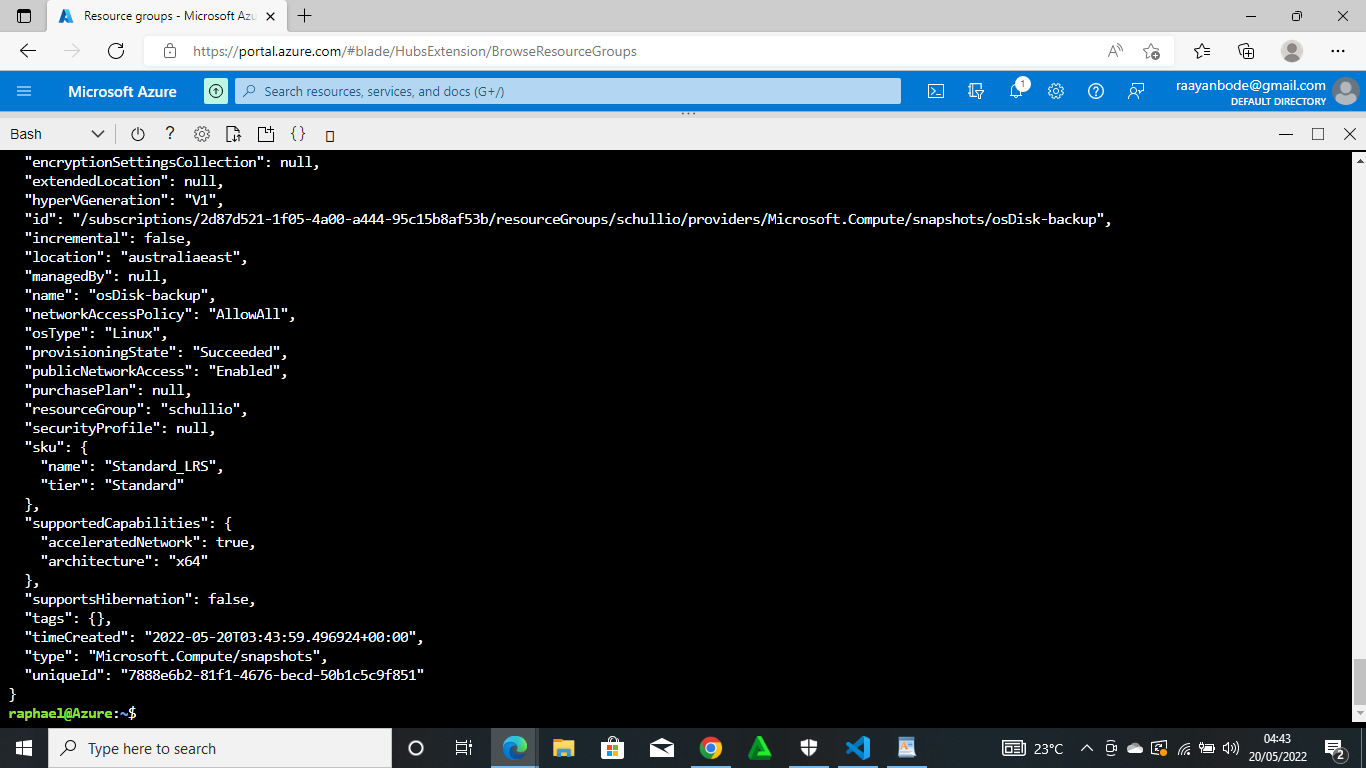 Resource groups - Microsoft Azu
https://portal.azure.com/#blade/HubsExtension/BrowseResourceGroups
Microsoft Azure
Search resources, services, and docs (G+/)
1
raayanbode@gmail.com
DEFAULT DIRECTORY
Bash
"encryptionSettingsCollection": null,
"extendedLocation": null,
"hyperVGeneration": "V1",
"id": "/subscriptions/2d87d521-1f05-4a00-a444-95c15b8af53b/resourceGroups/schullio/providers/Microsoft.Compute/snapshots/osDisk-backup",
"incremental": false,
"location": "australiaeast",
"managedBy": null,
"name": "osDisk-backup",
"networkAccessPolicy": "AllowAll",
"osType": "Linux",
"provisioningState": "Succeeded",
"publicNetworkAccess": "Enabled",
"purchasePlan": null,
"resourceGroup": "schullio",
"securityProfile": null,
"sku": {
"name": "Standard_LRS",
"tier": "Standard"
},
"supportedCapabilities": {
"acceleratedNetwork": true,
"architecture": "x64"
},
"supportsHibernation": false,
"tags": {},
"timeCreated": "2022-05-20T03:43:59.496924+00:00",
"type": "Microsoft.Compute/snapshots",
"uniqueId": "7888e6b2-81f1-4676-becd-50b1c5c9f851"
}
raphael@Azure:~$
Type here to search
23°C
04:43
20/05/2022
2